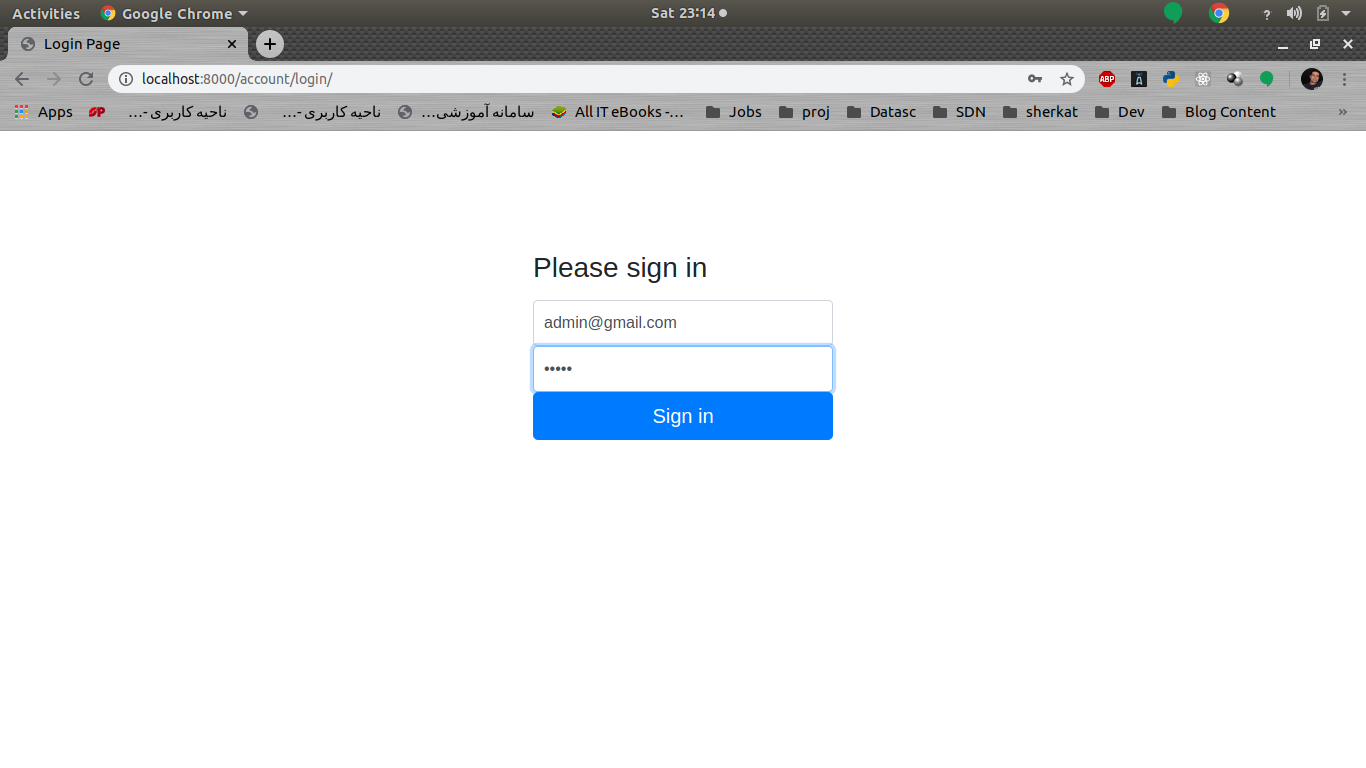 Activities Google Chrome Sat 23:14
Login Page
localhost:8000/account/login/ ABP
Apps ناحیه کاربری -... ناحیه کاربری -... سامانه آموزشی... All IT eBooks -... Jobs proj Datasc SDN sherkat Dev Blog Content »
Please sign in
admin@gmail.com
•••••
Sign in